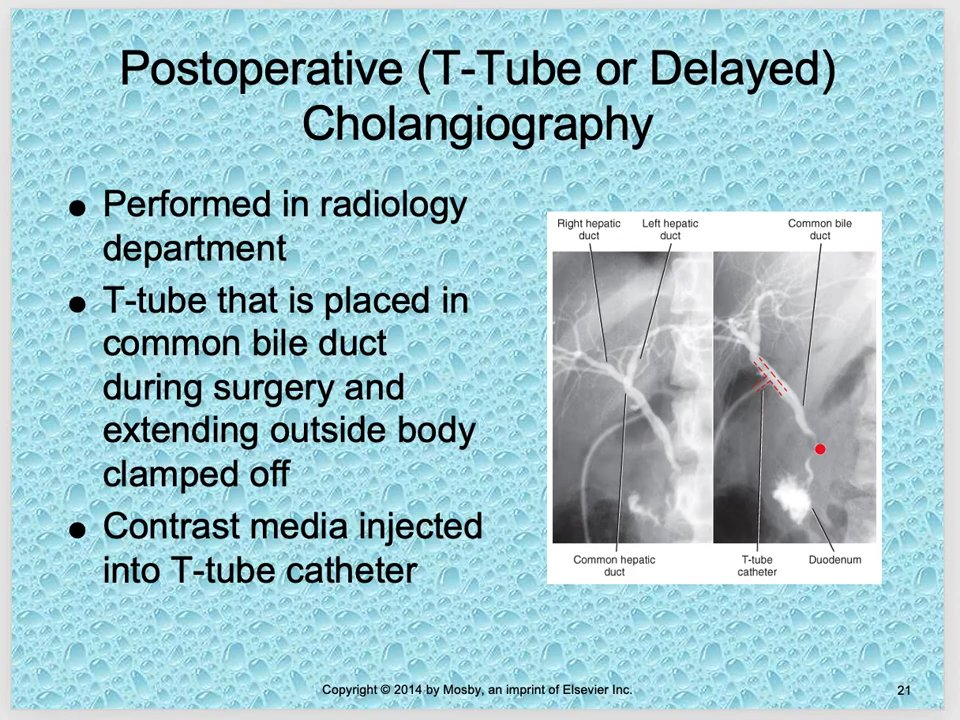 Postoperative (T-Tube or Delayed)
Cholangiography
● Performed in radiology
department
● T-tube that is placed in
common bile duct
during surgery and
extending outside body
clamped off
● Contrast media injected
into T-tube catheter
Right hepatic
duct
Left hepatic
duct
Common bile
duct
Common hepatic
duct
T-tube
catheter
Duodenum
Copyright © 2014 by Mosby, an imprint of Elsevier Inc.
21